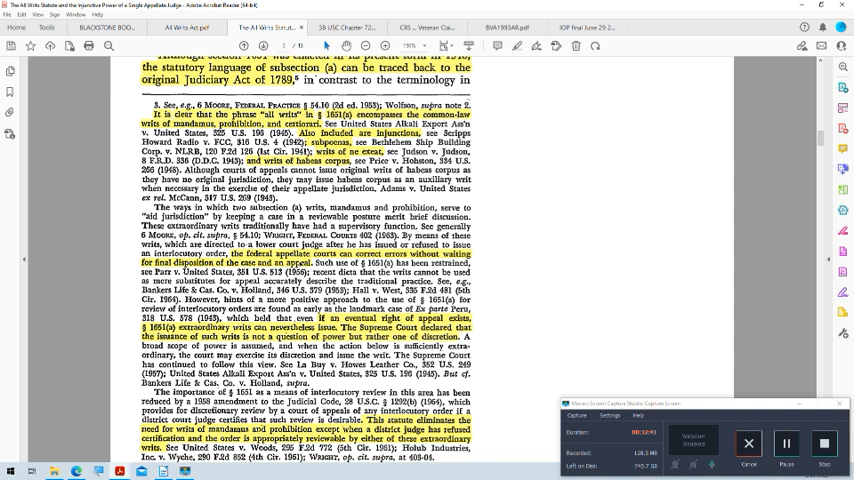 The All Writs Statute and the Injunctive Power of a Single Appellate Judge.pdf - Adobe Acrobat Reader DC (64-bit)
File Edit View Sign Window Help
Home Tools BLACKSTONE BOO... All Writs Act.pdf The All Writs Statut... × 38 USC Chapter 72... CRS ... Veteran Clai... BVA1993AR.pdf IOP final June 29 2...
150%
the statutory language of subsection (a) can be traced back to the
original Judiciary Act of 1789,⁵ in contrast to the terminology in
3. See, e.g., 6 MOORE, FEDERAL PRACTICE § 54.10 (2d ed. 1953); Wolfson, supra note 2.
It is clear that the phrase "all writs" in § 1651(a) encompasses the common-law
writs of mandamus, prohibition, and certiorari. See United States Alkali Export Ass'n
v. United States, 325 U.S. 196 (1945). Also included are injunctions, see Scripps
Howard Radio v. FCC, 316 U.S. 4 (1942); subpoenas, see Bethlehem Ship Building
Corp. v. NLRB, 120 F.2d 126 (1st Cir. 1941); writs of ne exeat, see Judson v. Judson,
8 F.R.D. 336 (D.D.C. 1948); and writs of habeas corpus, see Price v. Hohston, 334 U.S.
266 (1948). Although courts of appeals cannot issue original writs of habeas corpus as
they have no original jurisdiction, they may issue habeas corpus as an auxiliary writ
when necessary in the exercise of their appellate jurisdiction. Adams v. United States
ex rel. McCann, 317 U.S. 269 (1943).
The ways in which two subsection (a) writs, mandamus and prohibition, serve to
"aid jurisdiction" by keeping a case in a reviewable posture merit brief discussion.
These extraordinary writs traditionally have had a supervisory function. See generally
6 MOORE, op. cit. supra, § 54.10; WRIGHT, FEDERAL COURTS 402 (1963). By means of these
writs, which are directed to a lower court judge after he has issued or refused to issue
an interlocutory order, the federal appellate courts can correct errors without waiting
for final disposition of the case and an appeal. Such use of § 1651(a) has been restrained,
see Parr v. United States, 351 U.S. 513 (1956); recent dicta that the writs cannot be used
as mere substitutes for appeal accurately describe the traditional practice. See, e.g.,
Bankers Life & Cas. Co. v. Holland, 346 U.S. 379 (1953); Hall v. West, 335 F.2d 481 (5th
Cir. 1964). However, hints of a more positive approach to the use of § 1651(a) for
review of interlocutory orders are found as early as the landmark case of Ex parte Peru,
318 U.S. 578 (1943), which held that even if an eventual right of appeal exists,
§ 1651(a) extraordinary writs can nevertheless issue. The Supreme Court declared that
the issuance of such writs is not a question of power but rather one of discretion. A
broad scope of power is assumed, and when the action below is sufficiently extra-
ordinary, the court may exercise its discretion and issue the writ. The Supreme Court
has continued to follow this view. See La Buy v. Howes Leather Co., 352 U.S. 249
(1957); United States Alkali Export Ass'n v. United States, 325 U.S. 196 (1945). But cf.
Bankers Life & Cas. Co. v. Holland, supra.
The importance of § 1651 as means of interlocutory review in this area has been
reduced by a 1958 amendment to the Judicial Code, 28 U.S.C. § 1292(b) (1964), which
provides for discretionary review by a court of appeals of any interlocutory order if a
district court judge certifies that such review is desirable. This statute eliminates the
need for writs of mandamus and prohibition except when a district judge has refused
certification and the order is appropriately reviewable by either of these extraordinary
writs. See United States v. Woods, 295 F.2d 772 (5th Cir. 1961); Holub Industries,
Inc. v. Wyche, 290 F.2d 852 (4th Cir. 1961); WRIGHT, op. cit. supra, at 403-04.
Movavi Screen Capture Studio: Capture Screen
Capture Settings Help
Duration: 00:32:41
Recorded: 128.5 MB
Left on Disk: 745.7 GB
Webcam
disabled
Cancel Pause Stop